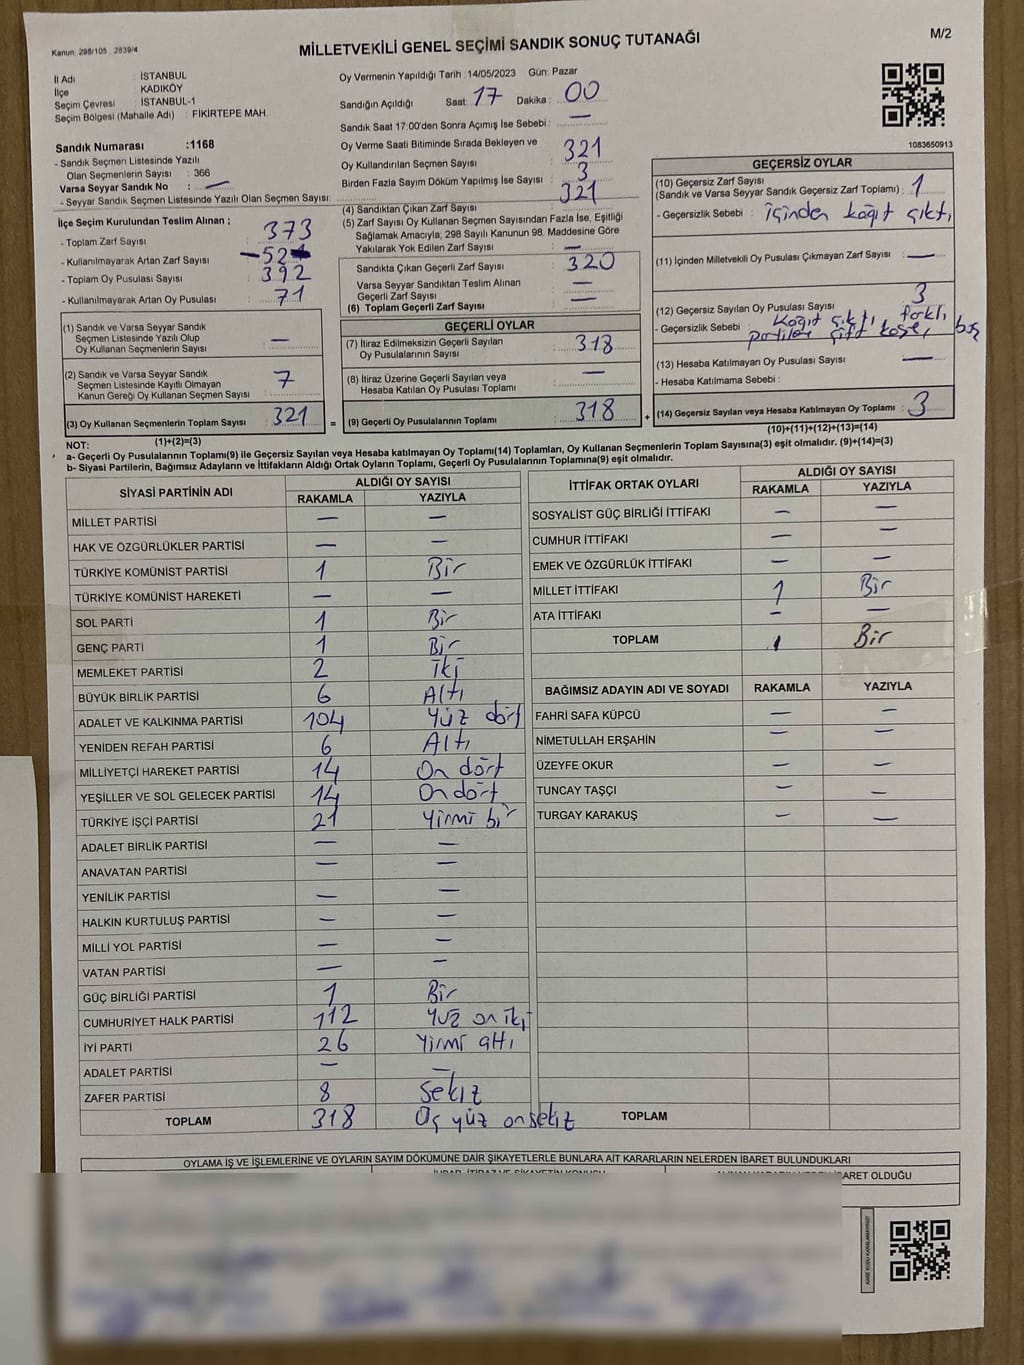 Kanun. 298/105 , 2839/4
MİLLETVEKİLİ GENEL SEÇİMİ SANDIK SONUÇ TUTANAĞI
M/2
İl Adı : İSTANBUL
İlçe : KADIKÖY
Seçim Çevresi : İSTANBUL-1
Seçim Bölgesi (Mahalle Adı) : FİKİRTEPE MAH.
Sandık Numarası :1168
- Sandık Seçmen Listesinde Yazılı
Olan Seçmenlerin Sayısı : 366
Varsa Seyyar Sandık No : —
- Seyyar Sandık Seçmen Listesinde Yazılı Olan Seçmen Sayısı:
İlçe Seçim Kurulundan Teslim Alınan ;
- Toplam Zarf Sayısı : 373
- Kullanılmayarak Artan Zarf Sayısı : 52
- Toplam Oy Pusulası Sayısı : 392
- Kullanılmayarak Artan Oy Pusulası : 71
Oy Vermenin Yapıldığı Tarih :14/05/2023 Gün: Pazar
Sandığın Açıldığı Saat: 17 Dakika : 00
Sandık Saat 17:00'den Sonra Açımış İse Sebebi : —
Oy Verme Saati Bitiminde Sırada Bekleyen ve
Oy Kullandırılan Seçmen Sayısı : 321
Birden Fazla Sayım Döküm Yapılmış İse Sayısı : 3
(4) Sandıktan Çıkan Zarf Sayısı : 321
(5) Zarf Sayısı Oy Kullanan Seçmen Sayısından Fazla İse, Eşitliği
Sağlamak Amacıyla, 298 Sayılı Kanunun 98. Maddesine Göre
Yakılarak Yok Edilen Zarf Sayısı : —
Sandıkta Çıkan Geçerli Zarf Sayısı : 320
Varsa Seyyar Sandıktan Teslim Alınan
Geçerli Zarf Sayısı : —
(6) Toplam Geçerli Zarf Sayısı : —
1083650913
GEÇERSİZ OYLAR
(10) Geçersiz Zarf Sayısı
(Sandık ve Varsa Seyyar Sandık Geçersiz Zarf Toplamı) : 1
- Geçersizlik Sebebi : içinden kağıt çıktı
(11) İçinden Milletvekili Oy Pusulası Çıkmayan Zarf Sayısı : —
(12) Geçersiz Sayılan Oy Pusulası Sayısı : 3
- Geçersizlik Sebebi : kağıt çıktı, farklı
partiler çift kaşe, boş
(13) Hesaba Katılmayan Oy Pusulası Sayısı : —
- Hesaba Katılmama Sebebi :
(14) Geçersiz Sayılan veya Hesaba Katılmayan Oy Toplamı : 3
(10)+(11)+(12)+(13)=(14)
(1) Sandık ve Varsa Seyyar Sandık
Seçmen Listesinde Yazılı Olup
Oy Kullanan Seçmenlerin Sayısı : —
(2) Sandık ve Varsa Seyyar Sandık
Seçmen Listesinde Kayıtlı Olmayan
Kanun Gereği Oy Kullanan Seçmen Sayısı : 7
(3) Oy Kullanan Seçmenlerin Toplam Sayısı : 321
(1)+(2)=(3)
=
GEÇERLİ OYLAR
(7) İtiraz Edilmeksizin Geçerli Sayılan
Oy Pusulalarının Sayısı : 318
(8) İtiraz Üzerine Geçerli Sayılan veya
Hesaba Katılan Oy Pusulası Toplamı : —
(9) Geçerli Oy Pusulalarının Toplamı : 318
+
NOT:
a- Geçerli Oy Pusulalarının Toplamı(9) ile Geçersiz Sayılan veya Hesaba katılmayan Oy Toplamı(14) Toplamları, Oy Kullanan Seçmenlerin Toplam Sayısına(3) eşit olmalıdır. (9)+(14)=(3)
b- Siyasi Partilerin, Bağımsız Adayların ve İttifakların Aldığı Ortak Oyların Toplamı, Geçerli Oy Pusulalarının Toplamına(9) eşit olmalıdır.
SİYASİ PARTİNİN ADI ALDIĞI OY SAYISI
RAKAMLA YAZIYLA
MİLLET PARTİSİ — —
HAK VE ÖZGÜRLÜKLER PARTİSİ — —
TÜRKİYE KOMÜNİST PARTİSİ 1 Bir
TÜRKİYE KOMÜNİST HAREKETİ — —
SOL PARTİ 1 Bir
GENÇ PARTİ 1 Bir
MEMLEKET PARTİSİ 2 iki
BÜYÜK BİRLİK PARTİSİ 6 Altı
ADALET VE KALKINMA PARTİSİ 104 Yüz dört
YENİDEN REFAH PARTİSİ 6 Altı
MİLLİYETÇİ HAREKET PARTİSİ 14 On dört
YEŞİLLER VE SOL GELECEK PARTİSİ 14 On dört
TÜRKİYE İŞÇİ PARTİSİ 21 Yirmi bir
ADALET BİRLİK PARTİSİ — —
ANAVATAN PARTİSİ — —
YENİLİK PARTİSİ — —
HALKIN KURTULUŞ PARTİSİ — —
MİLLİ YOL PARTİSİ — —
VATAN PARTİSİ — —
GÜÇ BİRLİĞİ PARTİSİ 1 Bir
CUMHURİYET HALK PARTİSİ 112 Yüz on iki
İYİ PARTİ 26 Yirmi altı
ADALET PARTİSİ — —
ZAFER PARTİSİ 8 Sekiz
TOPLAM 318 Üç yüz onsekiz
İTTİFAK ORTAK OYLARI ALDIĞI OY SAYISI
RAKAMLA YAZIYLA
SOSYALİST GÜÇ BİRLİĞİ İTTİFAKI — —
CUMHUR İTTİFAKI — —
EMEK VE ÖZGÜRLÜK İTTİFAKI — —
MİLLET İTTİFAKI 1 Bir
ATA İTTİFAKI — —
TOPLAM 1 Bir
BAĞIMSIZ ADAYIN ADI VE SOYADI RAKAMLA YAZIYLA
FAHRİ SAFA KÜPCÜ — —
NİMETULLAH ERŞAHİN — —
ÜZEYFE OKUR — —
TUNCAY TAŞÇI — —
TURGAY KARAKUŞ — —
TOPLAM
OYLAMA İŞ VE İŞLEMLERİNE VE OYLARIN SAYIM DÖKÜMÜNE DAİR ŞİKAYETLERLE BUNLARA AİT KARARLARIN NELERDEN İBARET BULUNDUKLARI
İBARET OLDUĞU